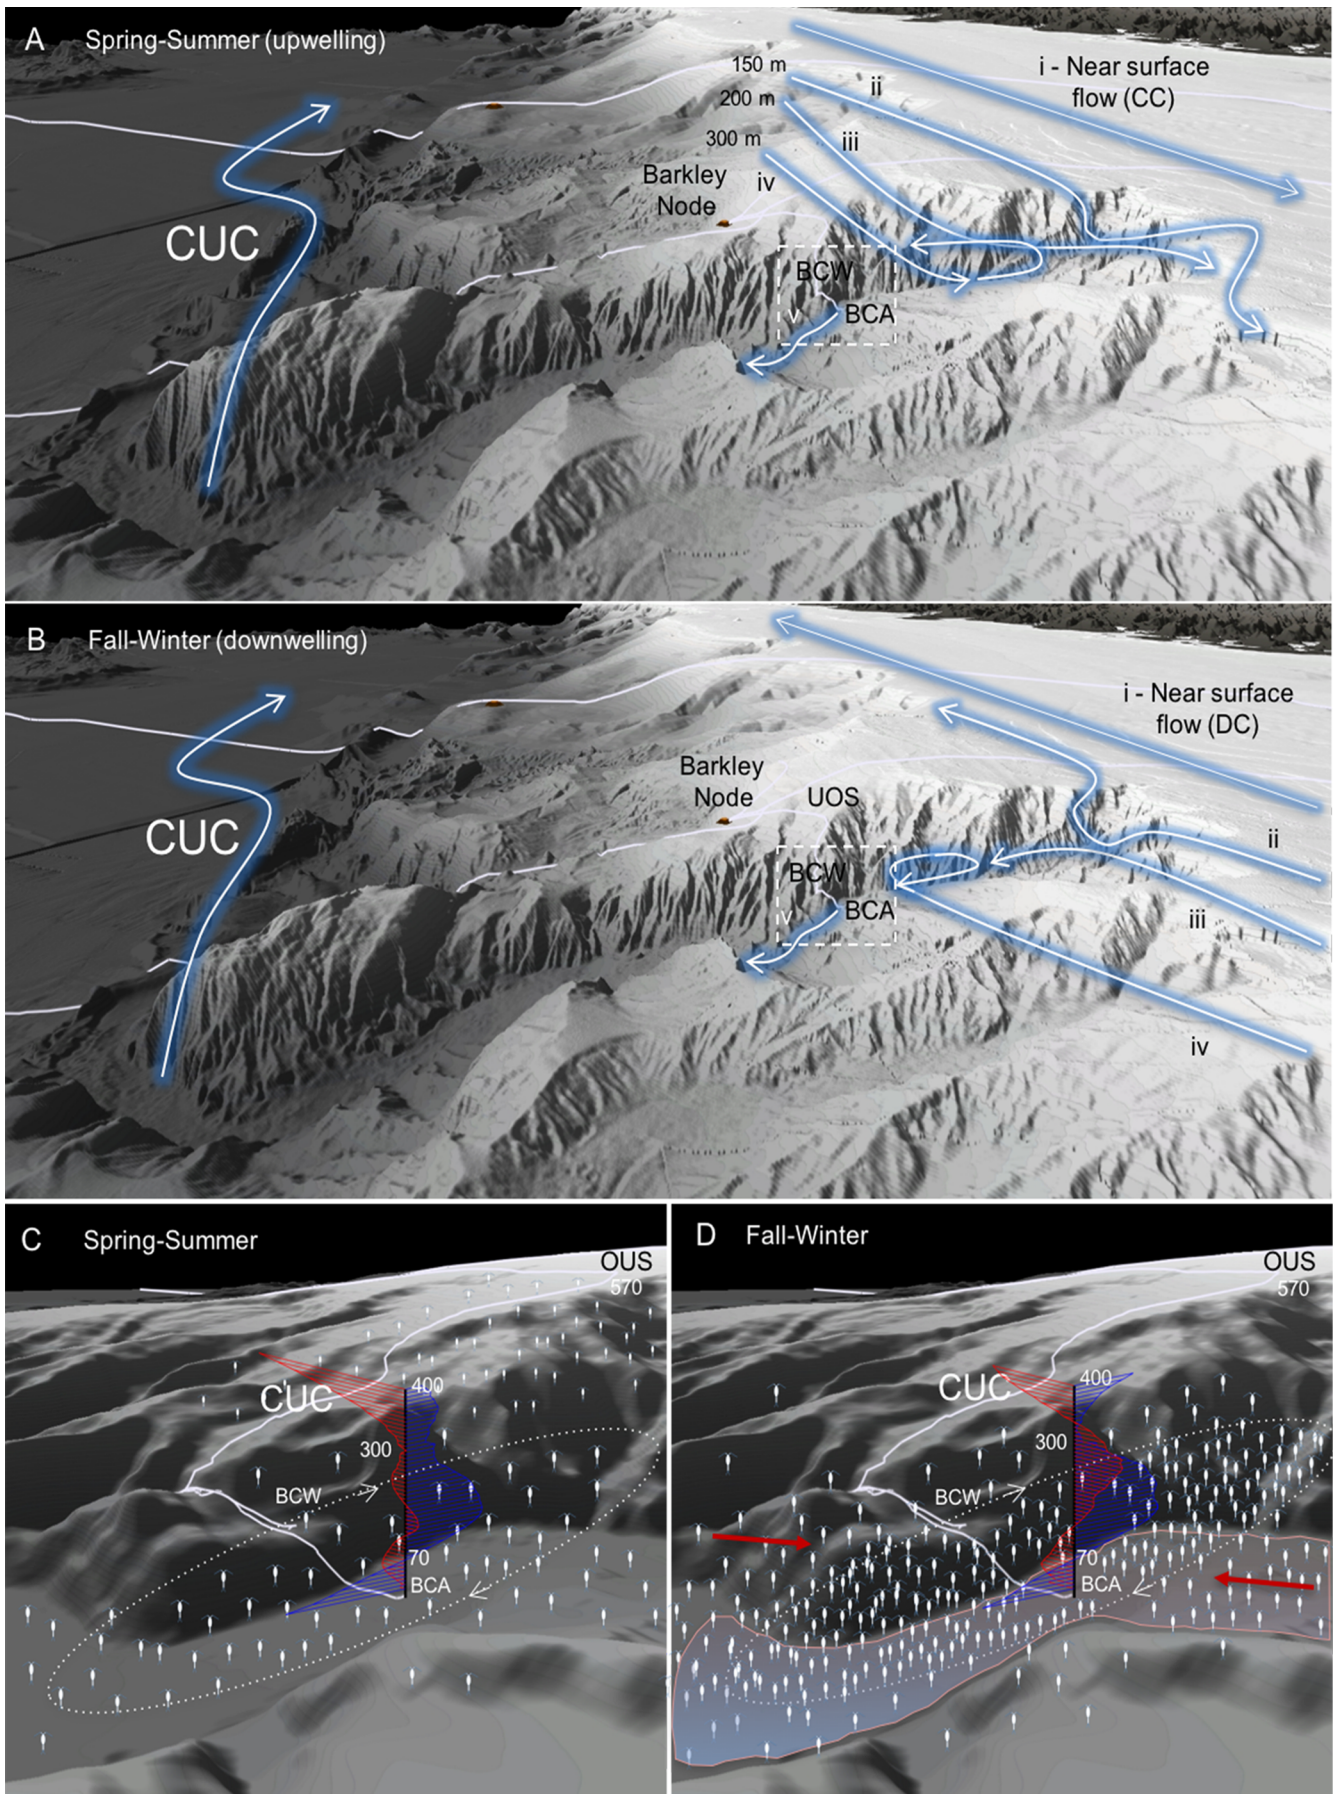 A Spring-Summer (upwelling)
i - Near surface
flow (CC)
150 m
ii
200 m
iii
300 m
iv
Barkley
Node
CUC
BCW
v
BCA
B Fall-Winter (downwelling)
i - Near surface
flow (DC)
Barkley
Node
UOS
CUC
ii
BCW
v
BCA
iii
iv
C Spring-Summer
OUS
570
400
CUC
300
BCW
70
BCA
D Fall-Winter
OUS
570
400
CUC
300
BCW
70
BCA